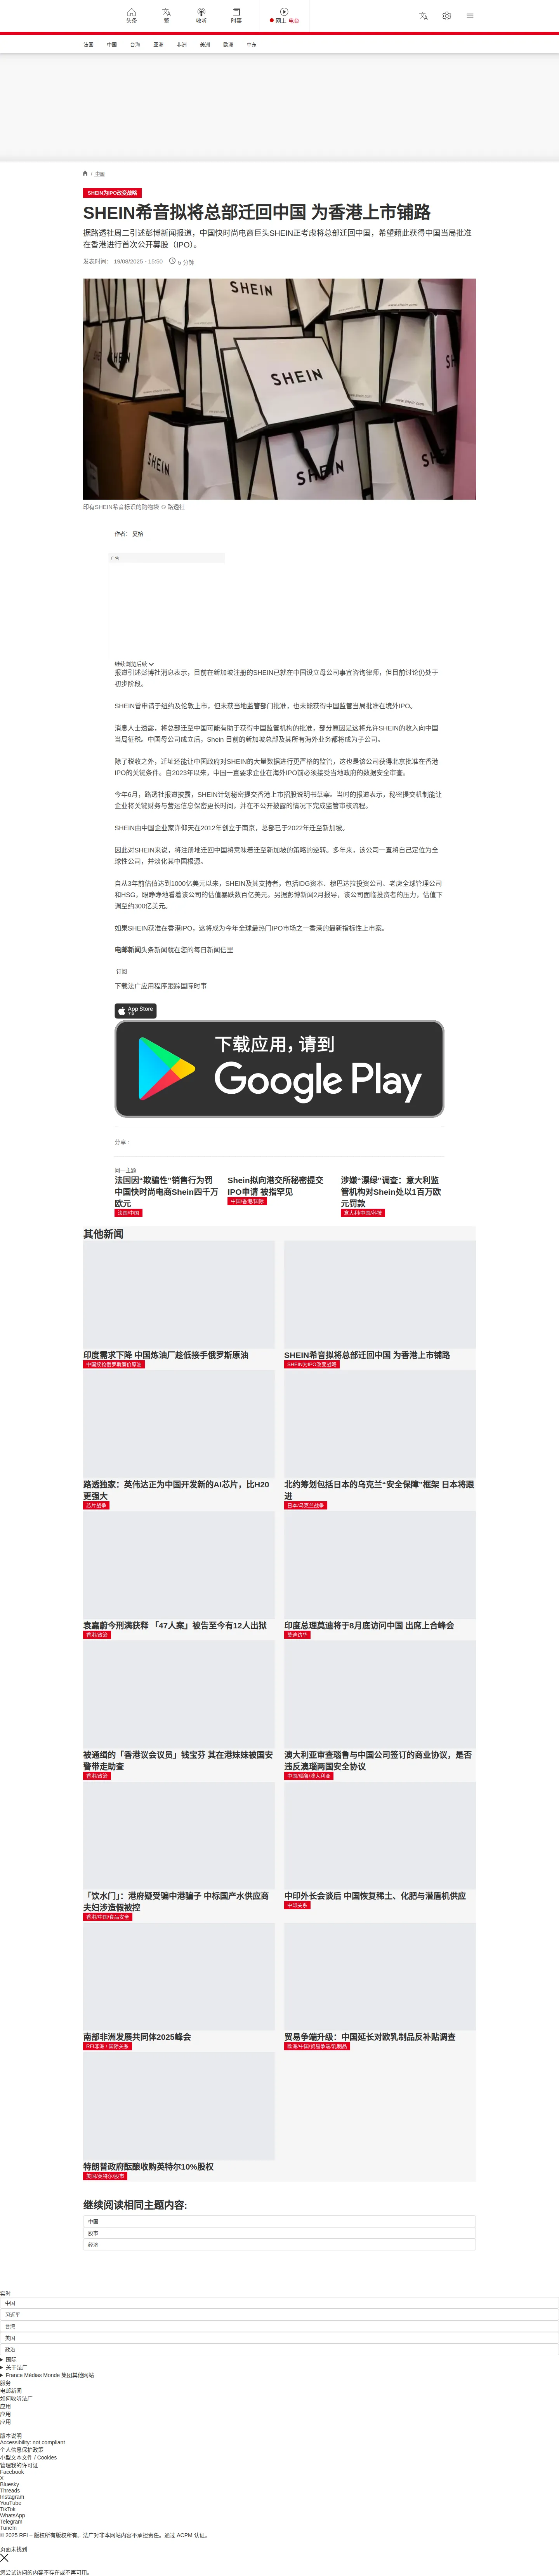 头条
繁
收听
时事
网上 电台
法国
中国
台海
亚洲
非洲
美洲
欧洲
中东
/ 中国
SHEIN为IPO改变战略
SHEIN希音拟将总部迁回中国 为香港上市铺路
据路透社周二引述彭博新闻报道，中国快时尚电商巨头SHEIN正考虑将总部迁回中国，希望藉此获得中国当局批准
在香港进行首次公开募股（IPO）。
发表时间： 19/08/2025 - 15:50
5 分钟
SHEIN
www.shein.com
印有SHEIN希音标识的购物袋 © 路透社
作者： 夏榕
广告
继续浏览后续
报道引述彭博社消息表示，目前在新加坡注册的SHEIN已就在中国设立母公司事宜咨询律师，但目前讨论仍处于
初步阶段。
SHEIN曾申请于纽约及伦敦上市，但未获当地监管部门批准，也未能获得中国监管当局批准在境外IPO。
消息人士透露，将总部迁至中国可能有助于获得中国监管机构的批准，部分原因是这将允许SHEIN的收入向中国
当局征税。中国母公司成立后，Shein 目前的新加坡总部及其所有海外业务都将成为子公司。
除了税收之外，迁址还能让中国政府对SHEIN的大量数据进行更严格的监管，这也是该公司获得北京批准在香港
IPO的关键条件。自2023年以来，中国一直要求企业在海外IPO前必须接受当地政府的数据安全审查。
今年6月，路透社报道披露，SHEIN计划秘密提交香港上市招股说明书草案。当时的报道表示，秘密提交机制能让
企业将关键财务与营运信息保密更长时间，并在不公开披露的情况下完成监管审核流程。
SHEIN由中国企业家许仰天在2012年创立于南京，总部已于2022年迁至新加坡。
因此对SHEIN来说，将注册地迁回中国将意味着迁至新加坡的策略的逆转。多年来，该公司一直将自己定位为全
球性公司，并淡化其中国根源。
自从3年前估值达到1000亿美元以来，SHEIN及其支持者，包括IDG资本、穆巴达拉投资公司、老虎全球管理公司
和HSG，眼睁睁地看着该公司的估值暴跌数百亿美元。另据彭博新闻2月报导，该公司面临投资者的压力，估值下
调至约300亿美元。
如果SHEIN获准在香港IPO，这将成为今年全球最热门IPO市场之一香港的最新指标性上市案。
电邮新闻头条新闻就在您的每日新闻信里
订阅
下载法广应用程序跟踪国际时事
App Store
下载
下载应用，请到
Google Play
分享 :
同一主题
法国因“欺骗性”销售行为罚
中国快时尚电商Shein四千万
欧元
法国/中国
Shein拟向港交所秘密提交
IPO申请 被指罕见
中国/香港/国际
涉嫌“漂绿”调查：意大利监
管机构对Shein处以1百万欧
元罚款
意大利/中国/科技
其他新闻
印度需求下降 中国炼油厂趁低接手俄罗斯原油
中国续抢俄罗斯廉价原油
SHEIN希音拟将总部迁回中国 为香港上市铺路
SHEIN为IPO改变战略
路透独家：英伟达正为中国开发新的AI芯片，比H20
更强大
芯片战争
北约筹划包括日本的乌克兰“安全保障”框架 日本将跟
进
日本/乌克兰战争
袁嘉蔚今刑满获释 「47人案」被告至今有12人出狱
香港/政治
印度总理莫迪将于8月底访问中国 出席上合峰会
莫迪访华
被通缉的「香港议会议员」钱宝芬 其在港妹妹被国安
警带走助查
香港/政治
澳大利亚审查瑙鲁与中国公司签订的商业协议，是否
违反澳瑙两国安全协议
中国/瑙鲁/澳大利亚
「饮水门」：港府疑受骗中港骗子 中标国产水供应商
夫妇涉造假被控
香港/中国/食品安全
中印外长会谈后 中国恢复稀土、化肥与潜盾机供应
中印关系
南部非洲发展共同体2025峰会
RFI非洲 / 国际关系
贸易争端升级：中国延长对欧乳制品反补贴调查
欧洲/中国/贸易争端/乳制品
特朗普政府酝酿收购英特尔10%股权
美国/英特尔/股市
继续阅读相同主题内容:
中国
股市
经济
实时
中国
习近平
台湾
美国
政治
国际
关于法广
France Médias Monde 集团其他网站
服务
电邮新闻
如何收听法广
应用
应用
应用
版本说明
Accessibility: not compliant
个人信息保护政策
小型文本文件 / Cookies
管理我的许可证
Facebook
X
Bluesky
Threads
Instagram
YouTube
TikTok
WhatsApp
Telegram
TuneIn
© 2025 RFI – 版权所有版权所有。法广对非本网站内容不承担责任。通过 ACPM 认证。
页面未找到
您尝试访问的内容不存在或不再可用。